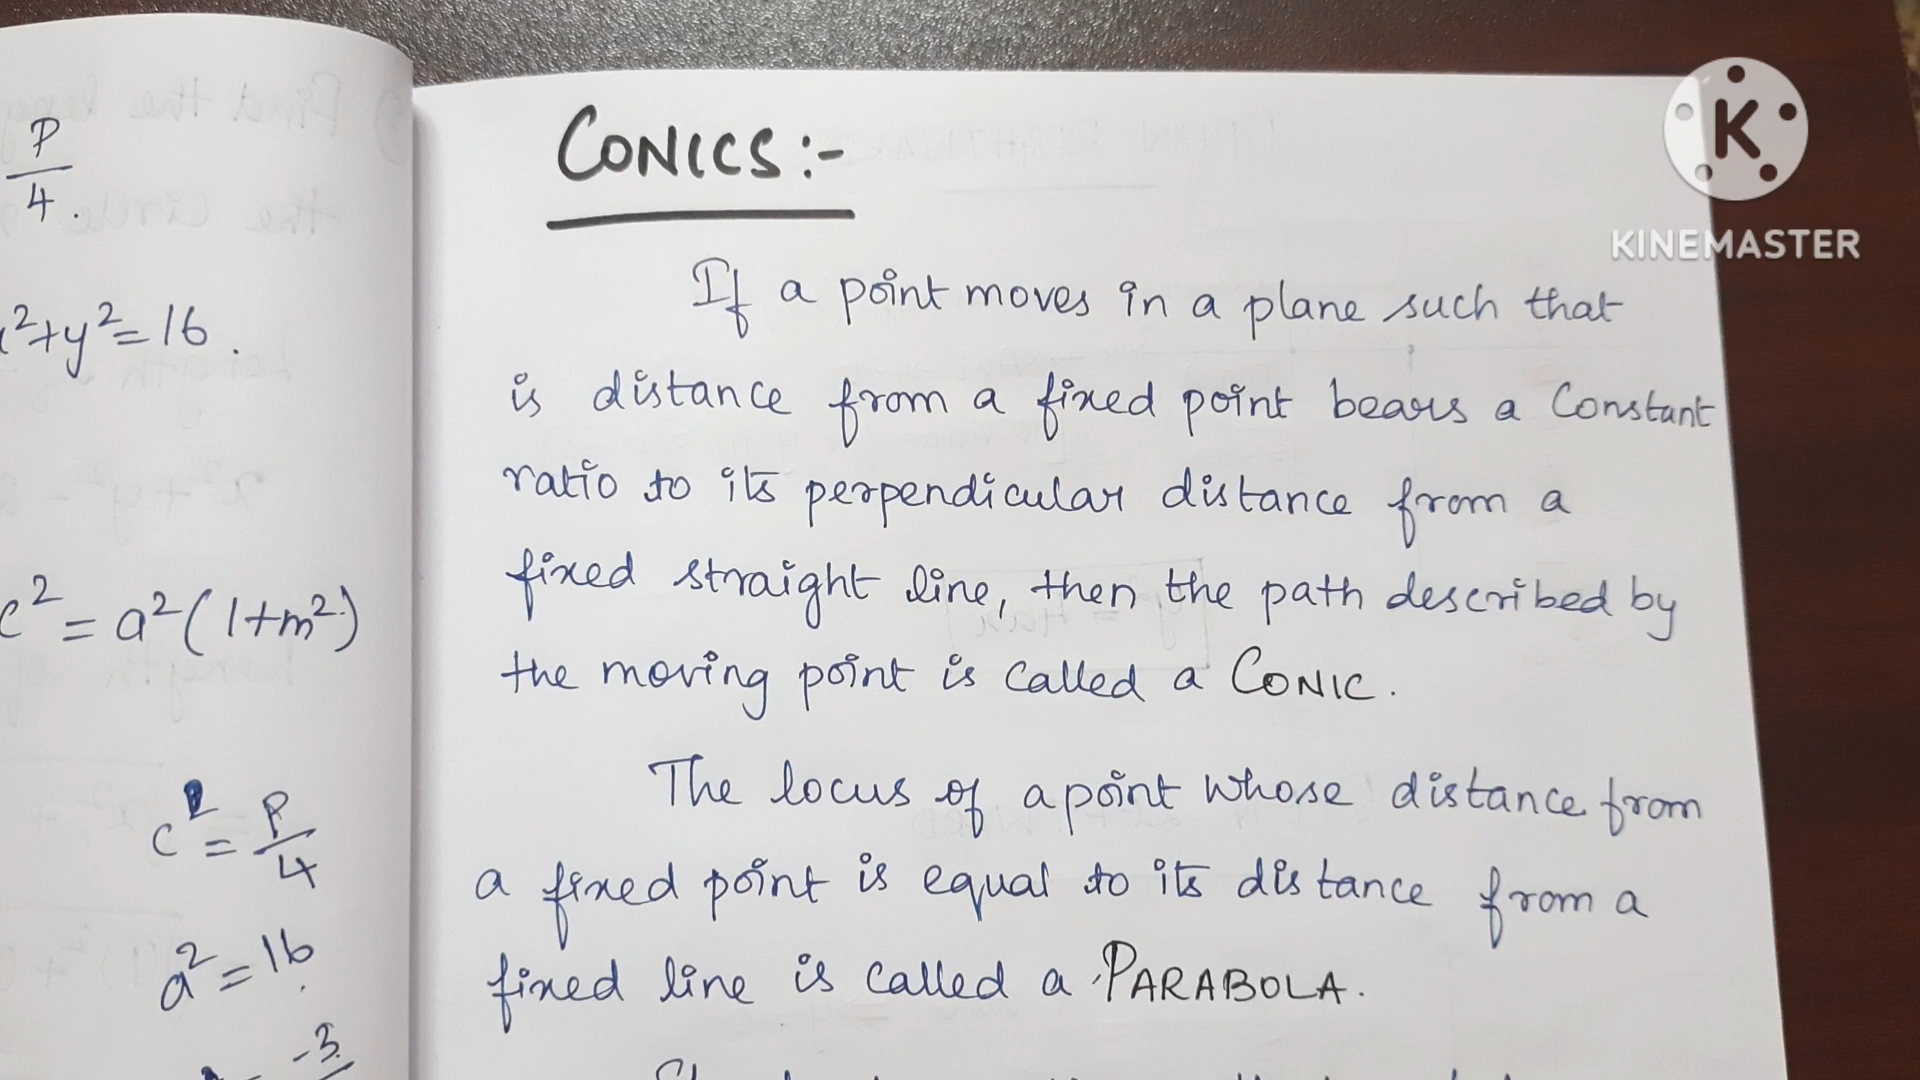 P
4.
x²+y²=16.
c²=a²(1+m²)
c²=P
4
a²=16
-3
CONICS:-
If a point moves in a plane such that
is distance from a fixed point bears a Constant
ratio to its perpendicular distance from a
fixed straight line, then the path described by
the moving point is called a CONIC.
The locus of a point whose distance from
a fixed point is equal to its distance from a
fixed line is called a PARABOLA.
K
KINEMASTER